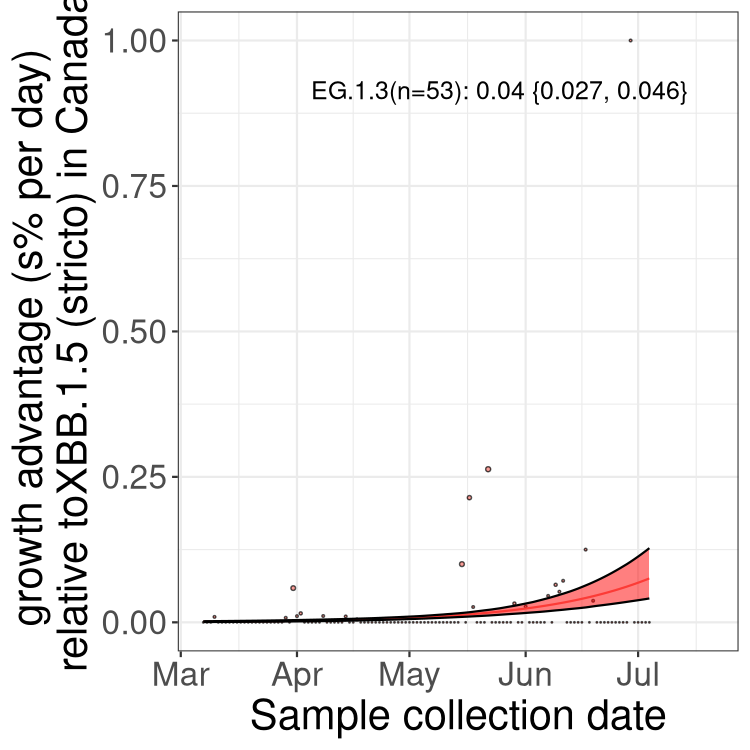 growth advantage (s% per day)
relative toXBB.1.5 (stricto) in Canada
1.00
0.75
0.50
0.25
0.00
EG.1.3(n=53): 0.04 {0.027, 0.046}
Mar Apr May Jun Jul
Sample collection date